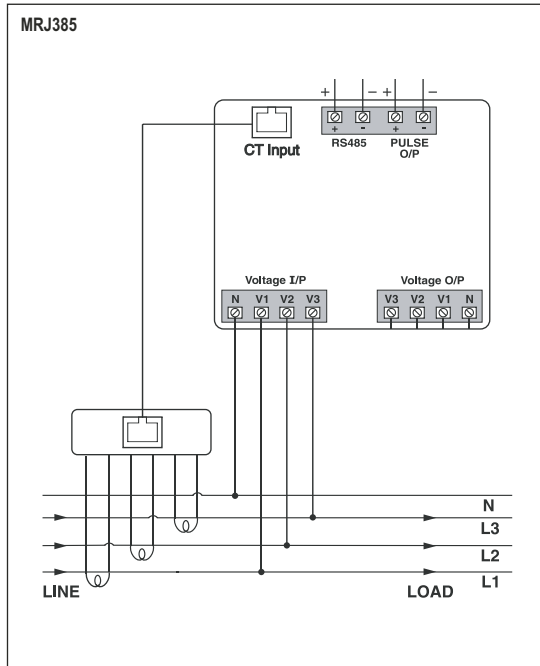 MRJ385
+ − + −
CT Input
+ - + -
RS485 PULSE
O/P
Voltage I/P Voltage O/P
N V1 V2 V3 V3 V2 V1 N
N
L3
L2
L1
LINE LOAD